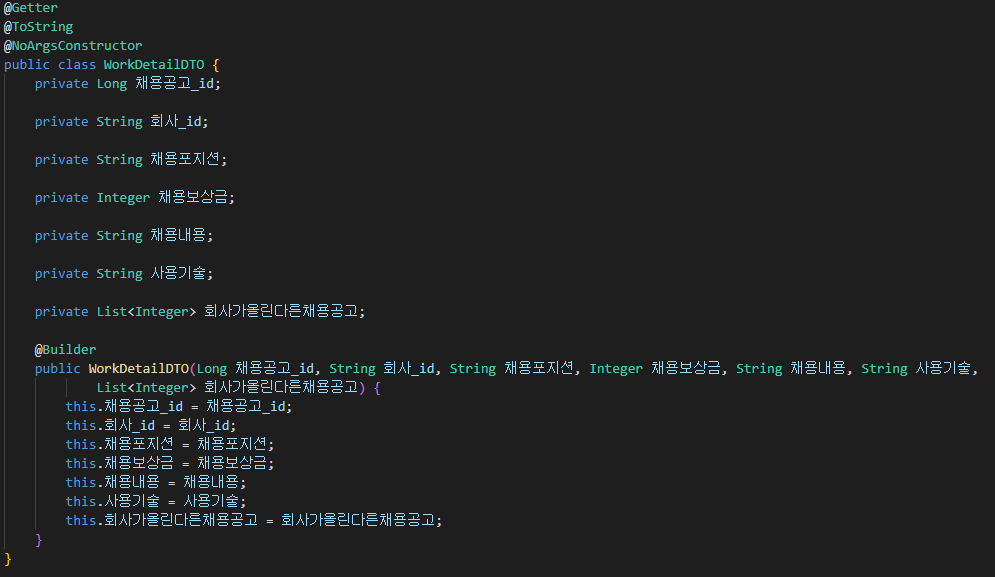 @Getter
@ToString
@NoArgsConstructor
public class WorkDetailDTO {
private Long 채용공고_id;
private String 회사_id;
private String 채용포지션;
private Integer 채용보상금;
private String 채용내용;
private String 사용기술;
private List<Integer> 회사가올린다른채용공고;
@Builder
public WorkDetailDTO(Long 채용공고_id, String 회사_id, String 채용포지션, Integer 채용보상금, String 채용내용, String 사용기술,
List<Integer> 회사가올린다른채용공고) {
this.채용공고_id = 채용공고_id;
this.회사_id = 회사_id;
this.채용포지션 = 채용포지션;
this.채용보상금 = 채용보상금;
this.채용내용 = 채용내용;
this.사용기술 = 사용기술;
this.회사가올린다른채용공고 = 회사가올린다른채용공고;
}
}